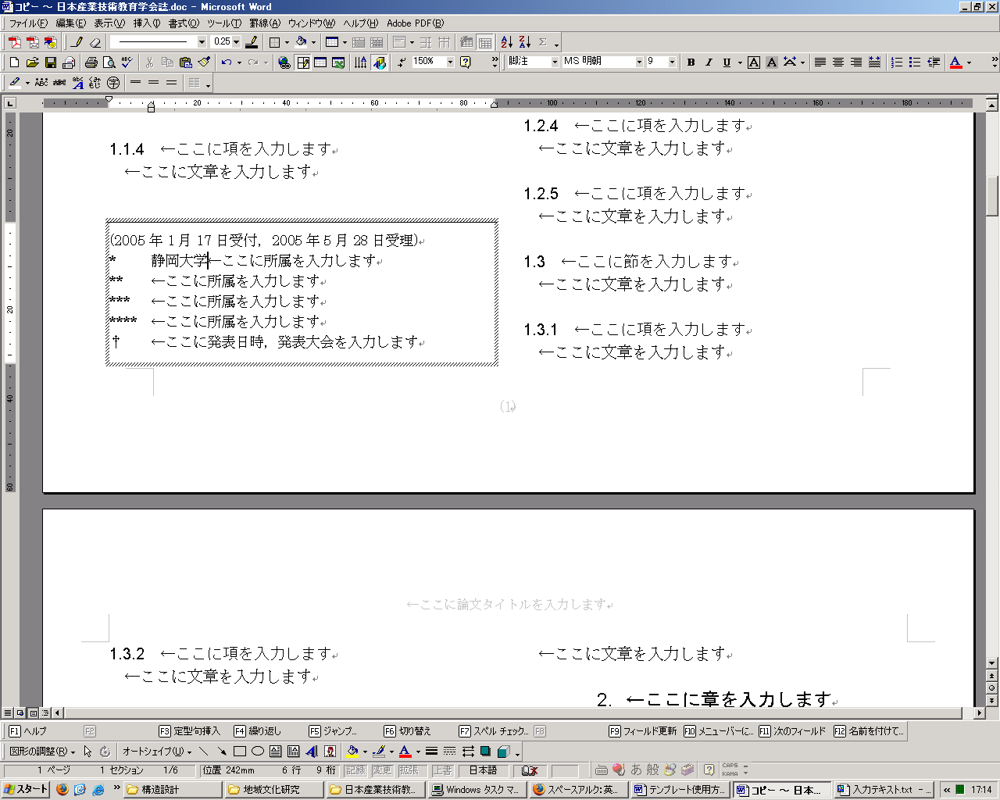 コピー ～ 日本産業技術教育学会誌.doc - Microsoft Word
ファイル(F) 編集(E) 表示(V) 挿入(I) 書式(O) ツール(T) 罫線(A) ウィンドウ(W) ヘルプ(H) Adobe PDF(B)
0.25
150% 脚注 MS 明朝 9 B I U A A A
20 40 60 80 100 120 140 160 180
1.1.4 ←ここに項を入力します
←ここに文章を入力します
(2005 年 1 月 17 日受付，2005 年 5 月 28 日受理)
* 静岡大学←ここに所属を入力します
** ←ここに所属を入力します
*** ←ここに所属を入力します
**** ←ここに所属を入力します
† ←ここに発表日時，発表大会を入力します
1.2.4 ←ここに項を入力します
←ここに文章を入力します
1.2.5 ←ここに項を入力します
←ここに文章を入力します
1.3 ←ここに節を入力します
←ここに文章を入力します
1.3.1 ←ここに項を入力します
←ここに文章を入力します
(1)
←ここに論文タイトルを入力します
1.3.2 ←ここに項を入力します
←ここに文章を入力します
←ここに文章を入力します
2. ←ここに章を入力します
F1 ヘルプ F2 F3 定型句挿入 F4 繰り返し F5 ジャンプ... F6 切り替え F7 スペル チェック... F8 F9 フィールド更新 F10 メニューバーに... F11 次のフィールド F12 名前を付けて...
図形の調整(R) オートシェイプ(U)
1 ページ 1 セクション 1/6 位置 242mm 6 行 9 桁 記録 変更 拡張 上書 日本語 あ 般 CAPS KANA
スタート 構造設計 地域文化研究 日本産業技術教... Windows タスク マ... スペースアルク: 英... テンプレート使用方... コピー ～ 日本... 入力テキスト.txt - ... 17:14